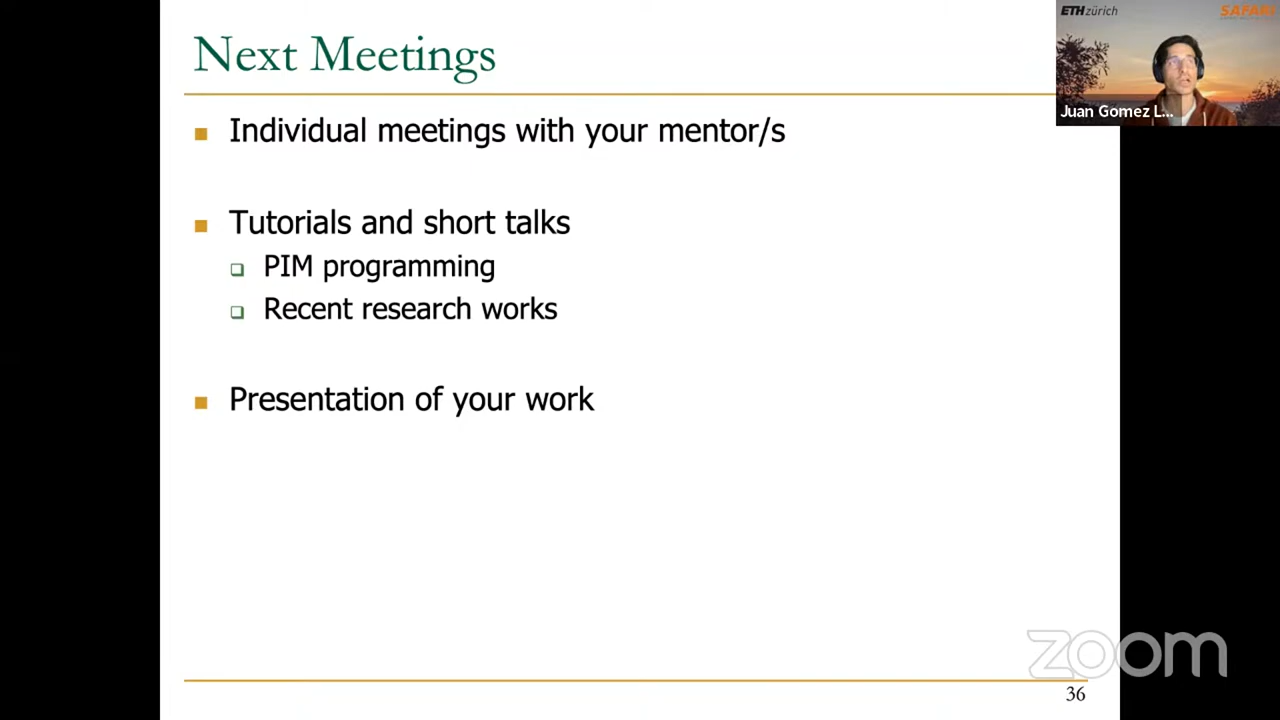 Next Meetings
ETH zürich
SAFARI
Juan Gomez L...
Individual meetings with your mentor/s
Tutorials and short talks
PIM programming
Recent research works
Presentation of your work
zoom
36